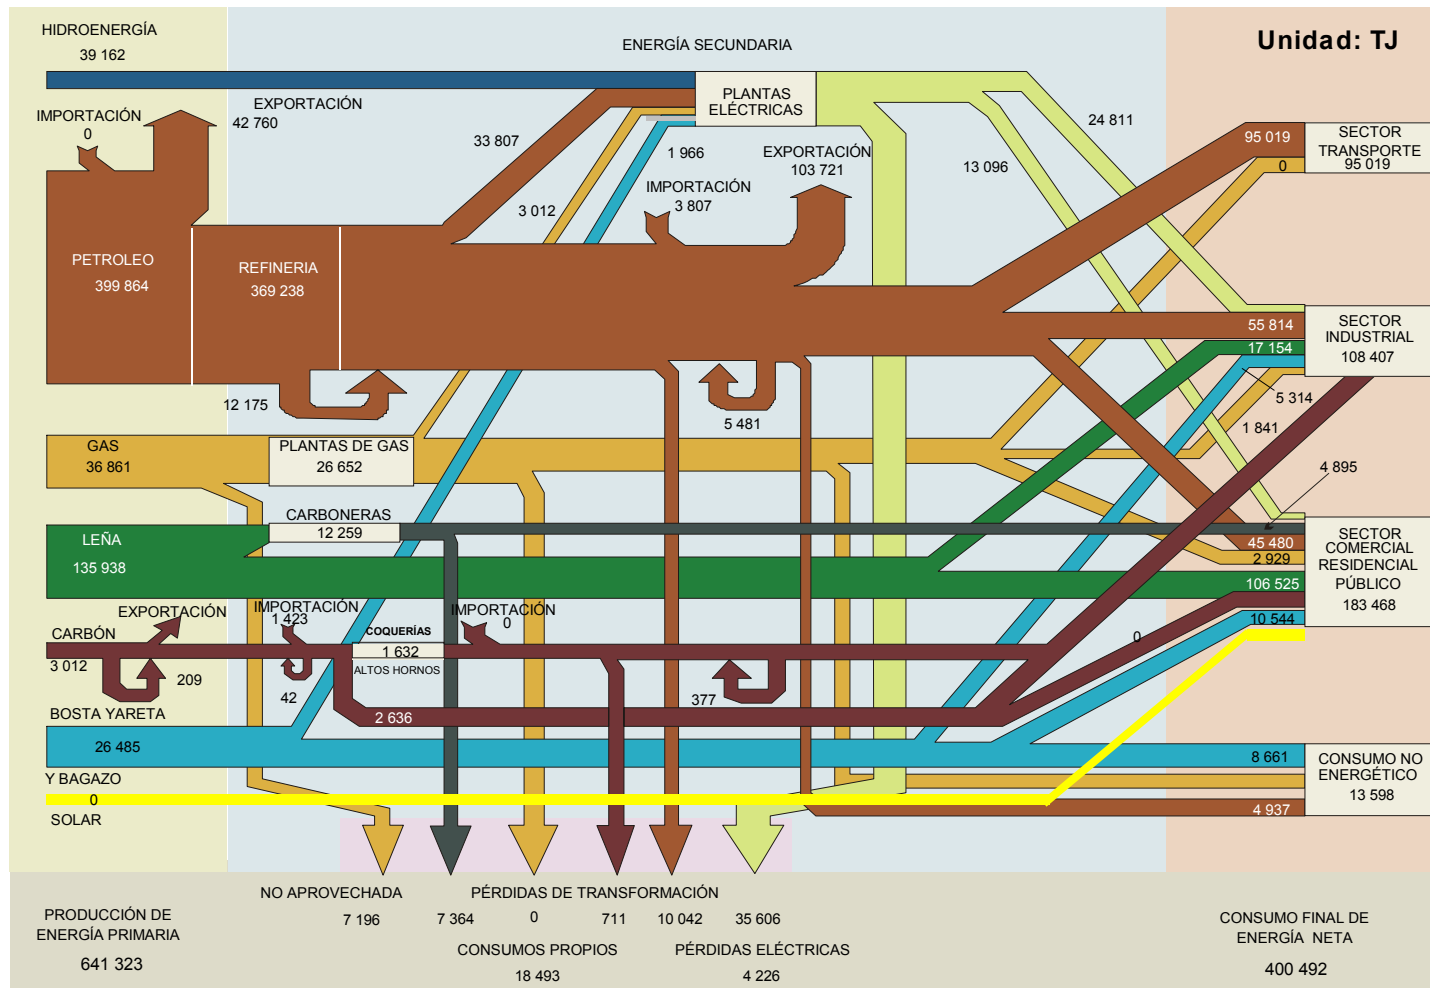 HIDROENERGÍA
39 162
ENERGÍA SECUNDARIA
Unidad: TJ
IMPORTACIÓN
0
EXPORTACIÓN
42 760
33 807
PLANTAS
ELÉCTRICAS
24 811
1 966
EXPORTACIÓN
103 721
13 096
95 019
0
SECTOR
TRANSPORTE
95 019
3 012
IMPORTACIÓN
3 807
PETROLEO
399 864
REFINERIA
369 238
55 814
17 154
SECTOR
INDUSTRIAL
108 407
12 175
5 481
5 314
1 841
GAS
36 861
PLANTAS DE GAS
26 652
4 895
CARBONERAS
12 259
LEÑA
135 938
45 480
2 929
106 525
10 544
SECTOR
COMERCIAL
RESIDENCIAL
PÚBLICO
183 468
EXPORTACIÓN
IMPORTACIÓN
1 423
IMPORTACIÓN
0
CARBÓN
3 012
209
42
COQUERÍAS
1 632
ALTOS HORNOS
0
377
2 636
BOSTA YARETA
26 485
Y BAGAZO
0
SOLAR
8 661
4 937
CONSUMO NO
ENERGÉTICO
13 598
NO APROVECHADA
7 196
PÉRDIDAS DE TRANSFORMACIÓN
7 364
0
711
10 042
35 606
CONSUMOS PROPIOS
18 493
PÉRDIDAS ELÉCTRICAS
4 226
PRODUCCIÓN DE
ENERGÍA PRIMARIA
641 323
CONSUMO FINAL DE
ENERGÍA NETA
400 492